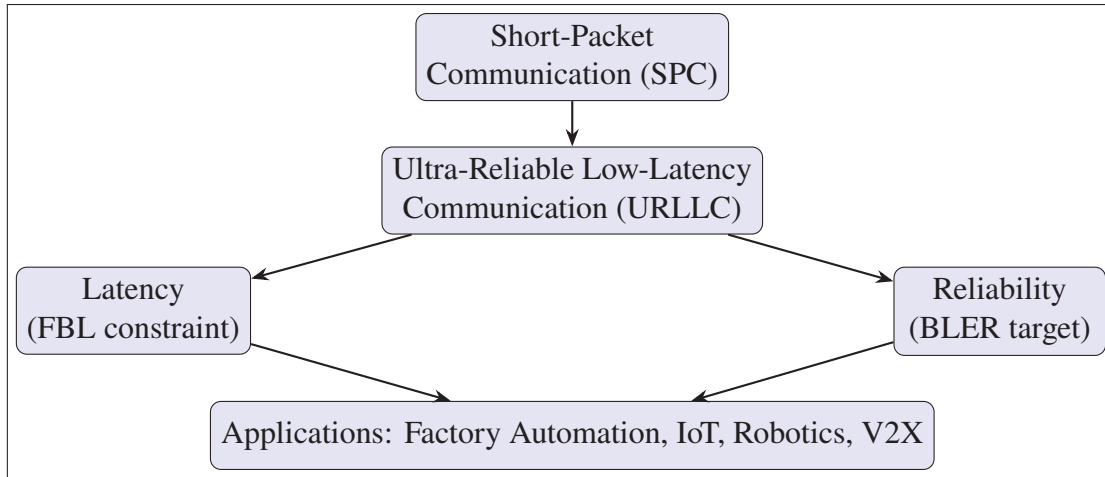 Short-Packet
Communication (SPC)
Ultra-Reliable Low-Latency
Communication (URLLC)
Latency
(FBL constraint)
Reliability
(BLER target)
Applications: Factory Automation, IoT, Robotics, V2X